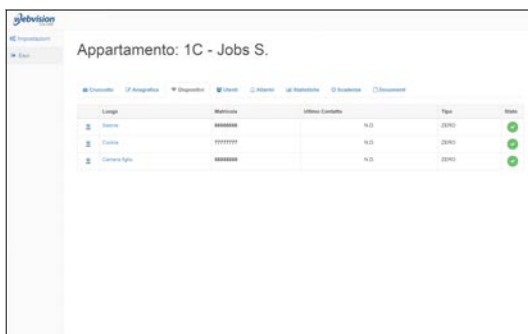 webvision
Impostazioni
Esci
Appartamento: 1C - Jobs S.
Cruscotto Anagrafica Dispositivi Utenti Allarmi Statistiche Scadenze Documenti
Luogo Matricola Ultimo Contatto Tipo Stato
N.D. ZERO
Cucina 77777777 N.D. ZERO
Camera figlio N.D. ZERO